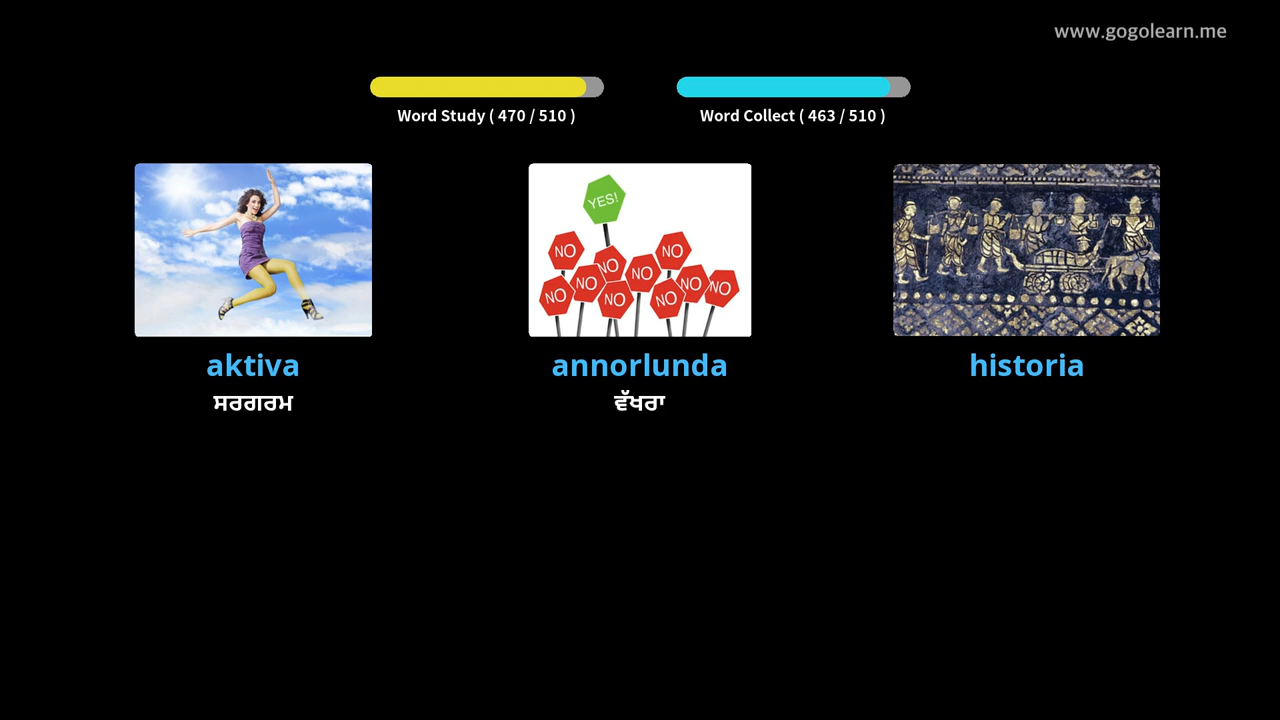 www.gogolearn.me
Word Study ( 470 / 510 )
Word Collect ( 463 / 510 )
YES!
NO
NO
NO
NO
NO
NO
NO
NO
NO
NO
aktiva
annorlunda
historia
ਸਰਗਰਮ
ਵੱਖਰਾ